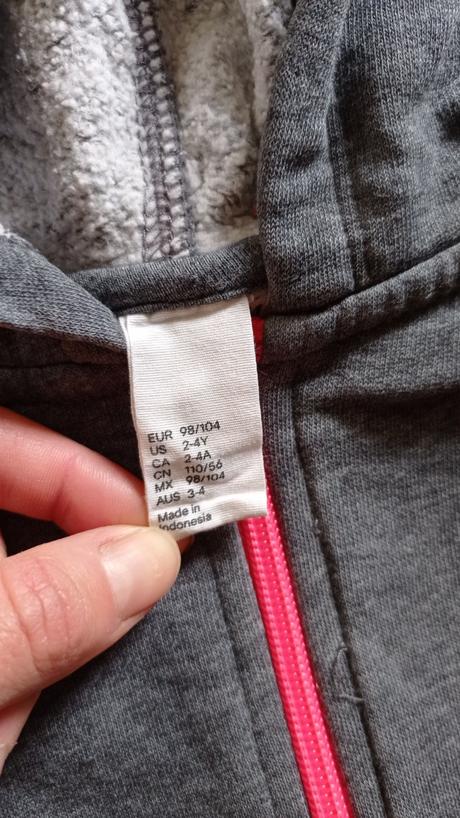 EUR 98/104
US 2-4Y
CA 2-4A
CN 110/56
MX 98/104
AUS 3-4
Made in
Indonesia